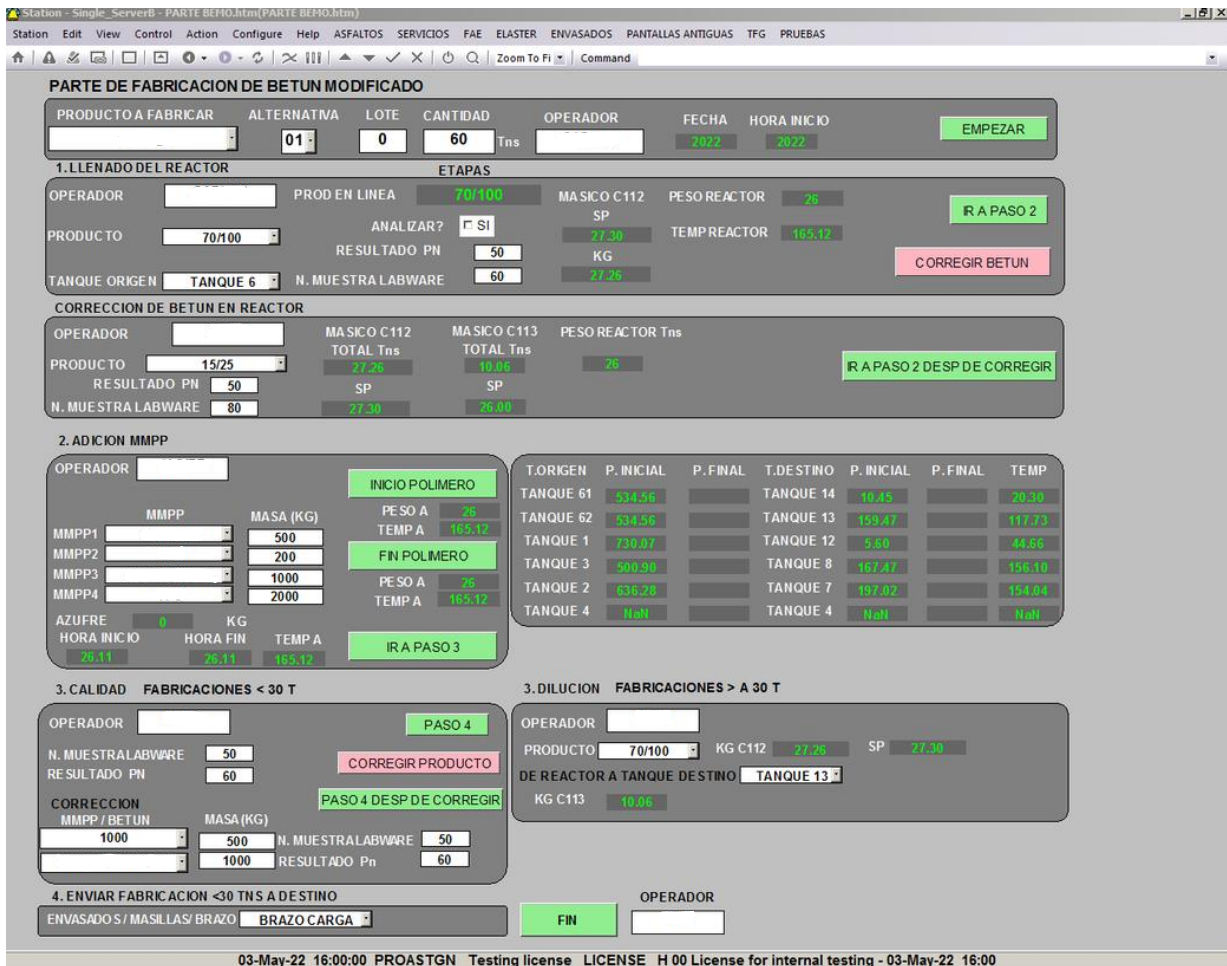 Station - Single_ServerB - PARTE BEMO.htm(PARTE BEMO.htm)
Station Edit View Control Action Configure Help ASFALTOS SERVICIOS FAE ELASTER ENVASADOS PANTALLAS ANTIGUAS TFG PRUEBAS
Zoom To Fi Command
PARTE DE FABRICACION DE BETUN MODIFICADO
PRODUCTO A FABRICAR ALTERNATIVA LOTE CANTIDAD OPERADOR FECHA HORA INICIO
01 0 60 Tns 2022 2022 EMPEZAR
1.LLENADO DEL REACTOR ETAPAS
OPERADOR PROD EN LINEA 70/100 MASICO C112 PESO REACTOR 26
SP IR A PASO 2
ANALIZAR? SI
PRODUCTO 70/100 27.30 TEMP REACTOR 165.12
RESULTADO PN 50 KG CORREGIR BETUN
TANQUE ORIGEN TANQUE 6 N. MUESTRA LABWARE 60 27.26
CORRECCION DE BETUN EN REACTOR
OPERADOR MASICO C112 MASICO C113 PESO REACTOR Tns
TOTAL Tns TOTAL Tns
PRODUCTO 15/25 27.26 10.06 26 IR A PASO 2 DESP DE CORREGIR
RESULTADO PN 50 SP SP
N. MUESTRA LABWARE 80 27.30 26.00
2. ADICION MMPP
OPERADOR
INICIO POLIMERO
MMPP MASA (KG) PESO A 26
MMPP1 500 TEMP A 165.12
MMPP2 200 FIN POLIMERO
MMPP3 1000 PESO A 26
MMPP4 2000 TEMP A 165.12
AZUFRE 0 KG
HORA INICIO HORA FIN TEMP A
26.11 26.11 165.12 IR A PASO 3
T.ORIGEN P. INICIAL P. FINAL T.DESTINO P. INICIAL P. FINAL TEMP
TANQUE 61 534.56 TANQUE 14 10.45 20.30
TANQUE 62 534.56 TANQUE 13 159.47 117.73
TANQUE 1 730.07 TANQUE 12 5.60 44.66
TANQUE 3 500.90 TANQUE 8 167.47 156.10
TANQUE 2 636.28 TANQUE 7 197.02 154.04
TANQUE 4 NaN TANQUE 4 NaN NaN
3. CALIDAD FABRICACIONES < 30 T
OPERADOR PASO 4
N. MUESTRA LABWARE 50
RESULTADO PN 60 CORREGIR PRODUCTO
PASO 4 DESP DE CORREGIR
CORRECCION
MMPP / BETUN MASA (KG)
1000 500 N. MUESTRA LABWARE 50
1000 RESULTADO Pn 60
3. DILUCION FABRICACIONES > A 30 T
OPERADOR
PRODUCTO 70/100 KG C112 27.26 SP 27.30
DE REACTOR A TANQUE DESTINO TANQUE 13
KG C113 10.06
4. ENVIAR FABRICACION <30 TNS A DESTINO
ENVASADOS / MASILLAS/ BRAZO BRAZO CARGA
FIN OPERADOR
03-May-22 16:00:00 PROASTGN Testing license LICENSE H 00 License for internal testing - 03-May-22 16:00